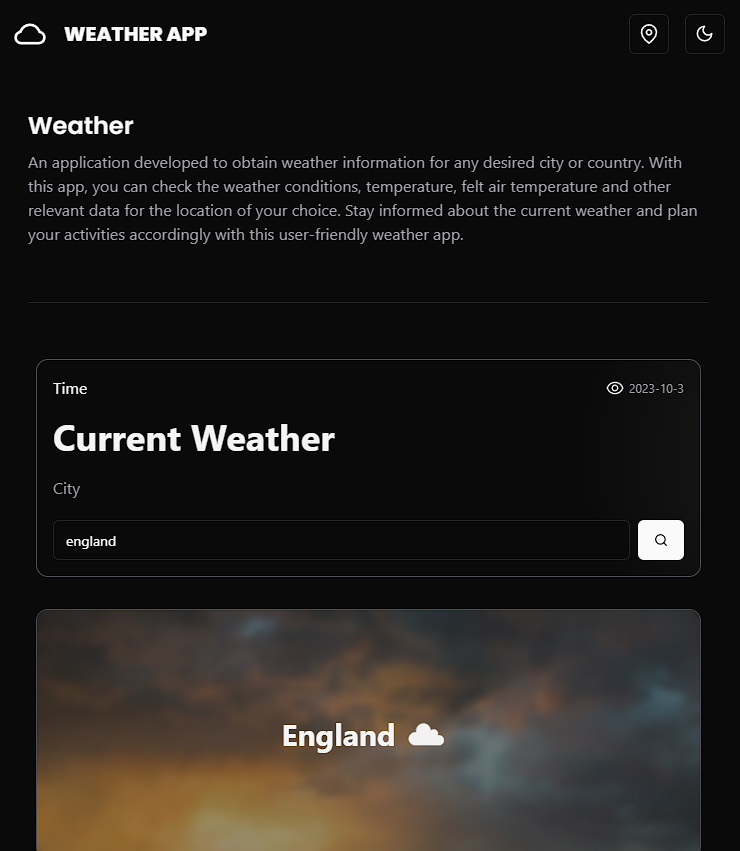 WEATHER APP
Weather
An application developed to obtain weather information for any desired city or country. With
this app, you can check the weather conditions, temperature, felt air temperature and other
relevant data for the location of your choice. Stay informed about the current weather and plan
your activities accordingly with this user-friendly weather app.
Time
2023-10-3
Current Weather
City
england
England